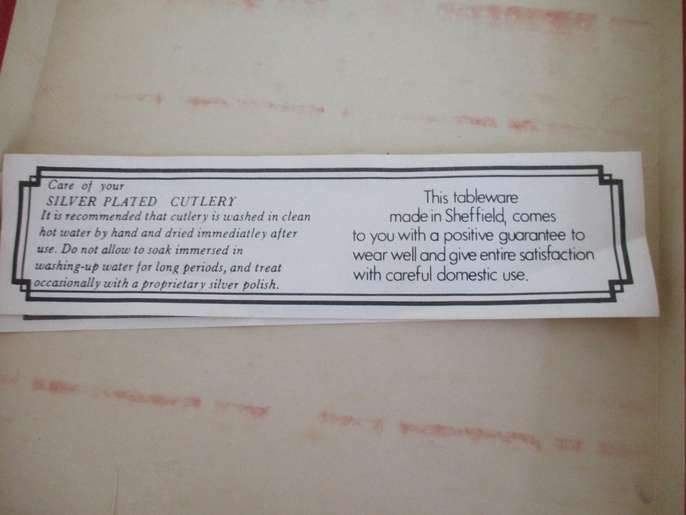 Care of your
SILVER PLATED CUTLERY
It is recommended that cutlery is washed in clean
hot water by hand and dried immediatley after
use. Do not allow to soak immersed in
washing-up water for long periods, and treat
occasionally with a proprietary silver polish.
This tableware
made in Sheffield, comes
to you with a positive guarantee to
wear well and give entire satisfaction
with careful domestic use.